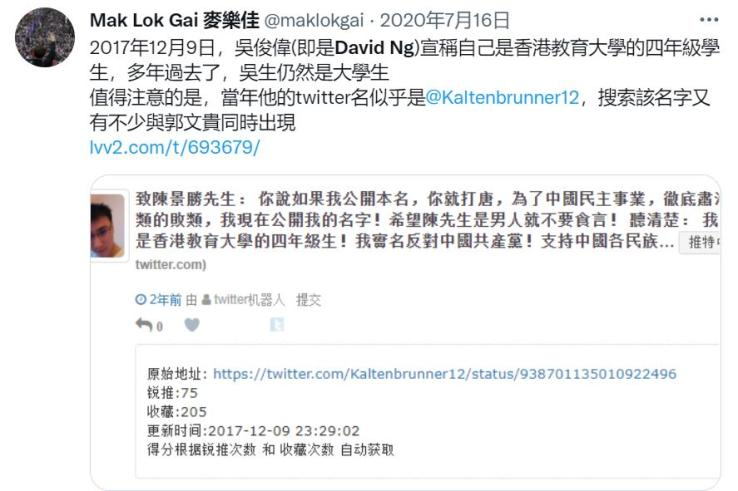 Mak Lok Gai 麥樂佳 @maklokgai · 2020年7月16日
2017年12月9日，吳俊偉(即是David Ng)宣稱自己是香港教育大學的四年級學
生，多年過去了，吳生仍然是大學生
值得注意的是，當年他的twitter名似乎是@Kaltenbrunner12，搜索該名字又
有不少與郭文貴同時出現
lvv2.com/t/693679/
致陳景勝先生： 你說如果我公開本名，你就打唐，為了中國民主事業，徹底肅
類的敗類，我現在公開我的名字！希望陳先生是男人就不要食言！ 聽清楚： 我
是香港教育大學的四年級生！我實名反對中國共產黨！支持中國各民族... 推特
twitter.com)
2年前 由 twitter机器人 提交
0
原始地址: https://twitter.com/Kaltenbrunner12/status/938701135010922496
锐推:75
收藏:205
更新时间:2017-12-09 23:29:02
得分根据锐推次数 和 收藏次数 自动获取